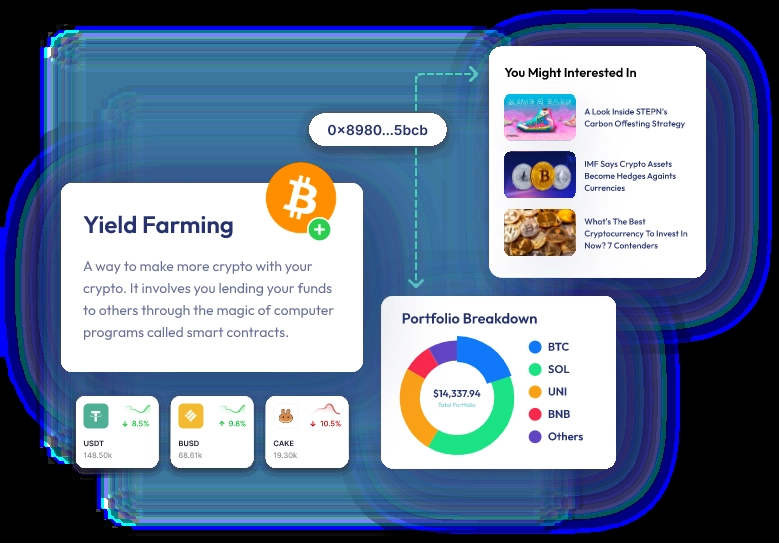 You Might Interested In
A Look Inside STEPN's
Carbon Offesting Strategy
IMF Says Crypto Assets
Become Hedges Againts
Currencies
What's The Best
Cryptocurrency To Invest In
Now? 7 Contenders
0x8980...5bcb
Yield Farming
A way to make more crypto with your
crypto. It involves you lending your funds
to others through the magic of computer
programs called smart contracts.
Portfolio Breakdown
$14,337.94
Total Portfolio
BTC
SOL
UNI
BNB
Others
8.5%
USDT
148.50k
9.8%
BUSD
68.61k
10.5%
CAKE
19.30k